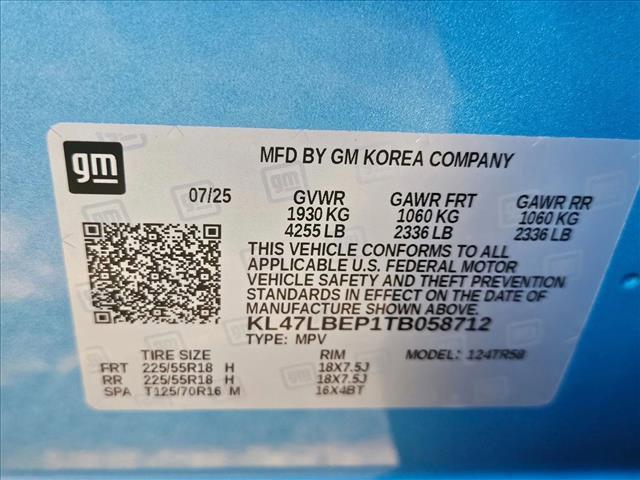 gm
MFD BY GM KOREA COMPANY
07/25 GVWR GAWR FRT GAWR RR
1930 KG 1060 KG 1060 KG
4255 LB 2336 LB 2336 LB
THIS VEHICLE CONFORMS TO ALL
APPLICABLE U.S. FEDERAL MOTOR
VEHICLE SAFETY AND THEFT PREVENTION
STANDARDS IN EFFECT ON THE DATE OF
MANUFACTURE SHOWN ABOVE.
KL47LBEP1TB058712
TYPE: MPV MODEL: 124TR58
TIRE SIZE RIM
FRT 225/55R18 H 18X7.5J
RR 225/55R18 H 18X7.5J
SPA T125/70R16 M 16X4BT